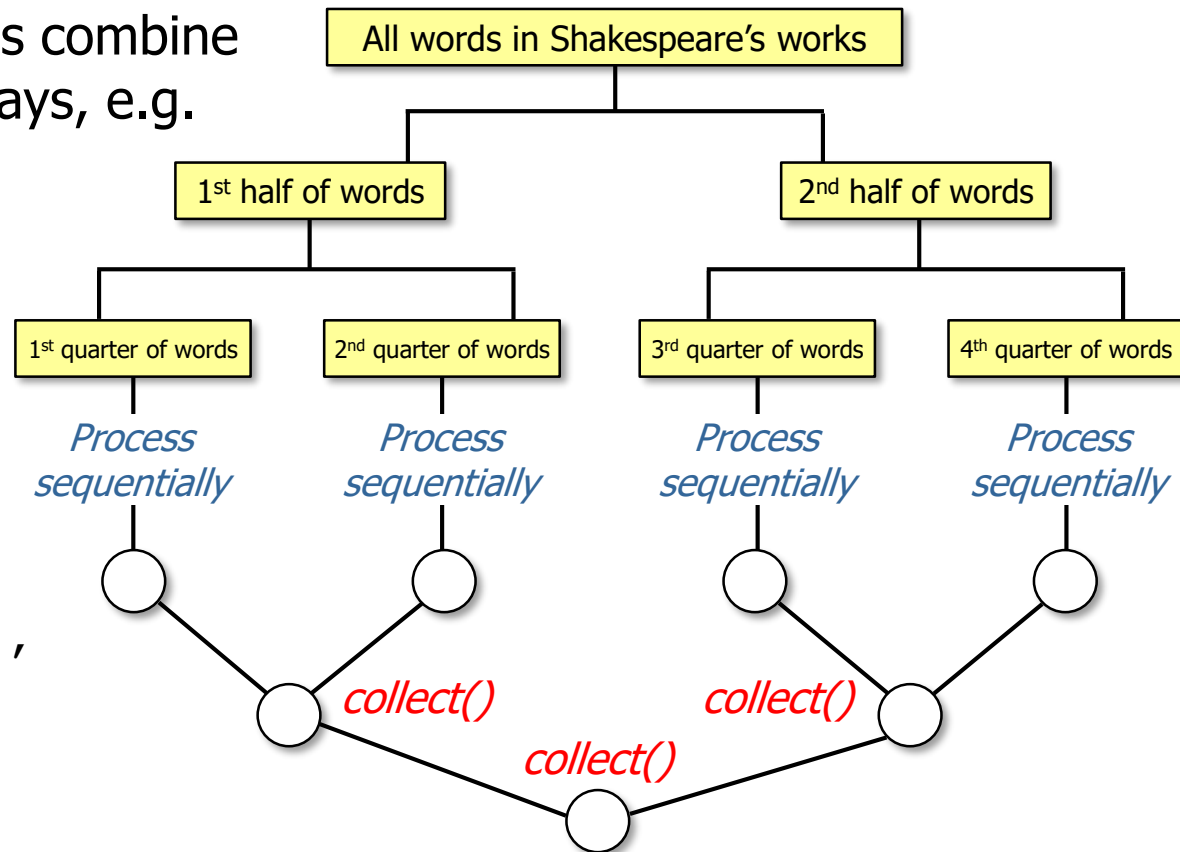 s combine
ays, e.g.
All words in Shakespeare’s works
1st half of words
2nd half of words
1st quarter of words
2nd quarter of words
3rd quarter of words
4th quarter of words
Process
sequentially
Process
sequentially
Process
sequentially
Process
sequentially
,
collect()
collect()
collect()